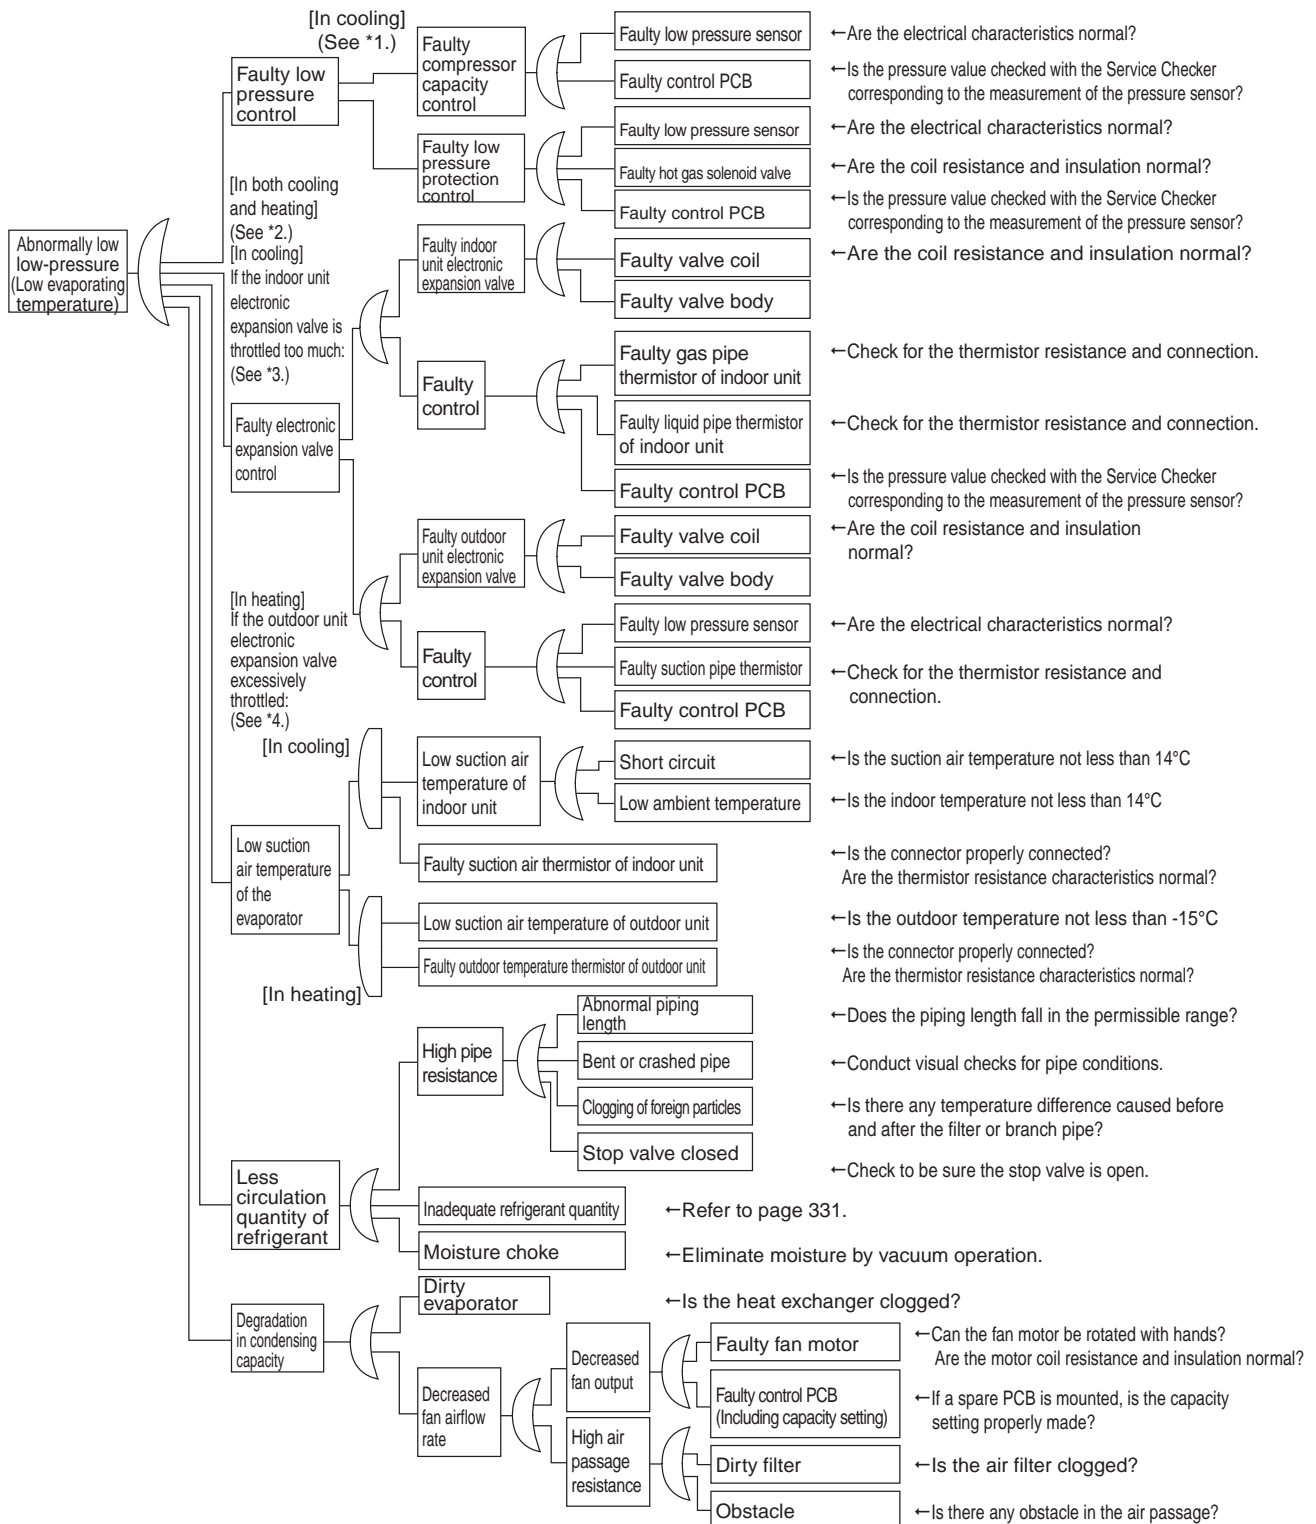 [In cooling]
(See *1.)
Faulty
compressor
capacity
control
Faulty low pressure sensor
←Are the electrical characteristics normal?
Faulty low
pressure
control
Faulty control PCB
←Is the pressure value checked with the Service Checker
corresponding to the measurement of the pressure sensor?
Faulty low
pressure
protection
control
Faulty low pressure sensor
←Are the electrical characteristics normal?
Faulty hot gas solenoid valve
←Are the coil resistance and insulation normal?
Faulty control PCB
←Is the pressure value checked with the Service Checker
corresponding to the measurement of the pressure sensor?
[In both cooling
and heating]
(See *2.)
Abnormally low
low-pressure
(Low evaporating
temperature)
[In cooling]
If the indoor unit
electronic
expansion valve is
throttled too much:
(See *3.)
Faulty indoor
unit electronic
expansion valve
Faulty valve coil
←Are the coil resistance and insulation normal?
Faulty valve body
Faulty
control
Faulty gas pipe
thermistor of indoor unit
←Check for the thermistor resistance and connection.
Faulty electronic
expansion valve
control
Faulty liquid pipe thermistor
of indoor unit
←Check for the thermistor resistance and connection.
Faulty control PCB
←Is the pressure value checked with the Service Checker
corresponding to the measurement of the pressure sensor?
Faulty outdoor
unit electronic
expansion valve
Faulty valve coil
←Are the coil resistance and insulation
normal?
Faulty valve body
[In heating]
If the outdoor unit
electronic
expansion valve
excessively
throttled:
(See *4.)
Faulty
control
Faulty low pressure sensor
←Are the electrical characteristics normal?
Faulty suction pipe thermistor
←Check for the thermistor resistance and
connection.
Faulty control PCB
[In cooling]
Low suction air
temperature of
indoor unit
Short circuit
←Is the suction air temperature not less than 14°C
Low ambient temperature
←Is the indoor temperature not less than 14°C
Low suction
air temperature
of the
evaporator
Faulty suction air thermistor of indoor unit
←Is the connector properly connected?
Are the thermistor resistance characteristics normal?
Low suction air temperature of outdoor unit
←Is the outdoor temperature not less than -15°C
Faulty outdoor temperature thermistor of outdoor unit
←Is the connector properly connected?
Are the thermistor resistance characteristics normal?
[In heating]
High pipe
resistance
Abnormal piping
length
←Does the piping length fall in the permissible range?
Bent or crashed pipe
←Conduct visual checks for pipe conditions.
Clogging of foreign particles
←Is there any temperature difference caused before
and after the filter or branch pipe?
Stop valve closed
←Check to be sure the stop valve is open.
Less
circulation
quantity of
refrigerant
Inadequate refrigerant quantity
←Refer to page 331.
Moisture choke
←Eliminate moisture by vacuum operation.
Degradation
in condensing
capacity
Dirty
evaporator
←Is the heat exchanger clogged?
Decreased
fan airflow
rate
Decreased
fan output
Faulty fan motor
←Can the fan motor be rotated with hands?
Are the motor coil resistance and insulation normal?
Faulty control PCB
(Including capacity setting)
←If a spare PCB is mounted, is the capacity
setting properly made?
High air
passage
resistance
Dirty filter
←Is the air filter clogged?
Obstacle
←Is there any obstacle in the air passage?